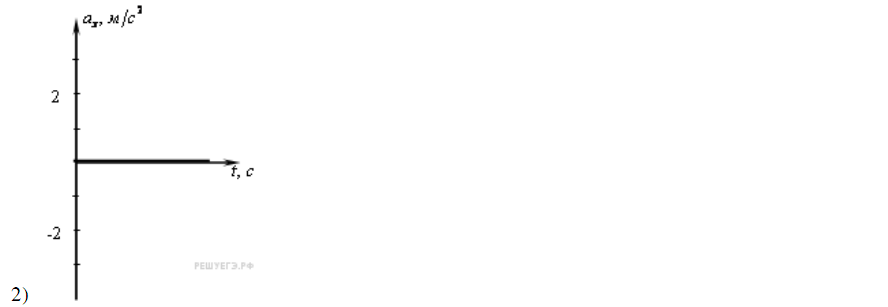 aₓ, м/с²
2
t, с
-2
РЕШУЕГЭ.РФ
2)